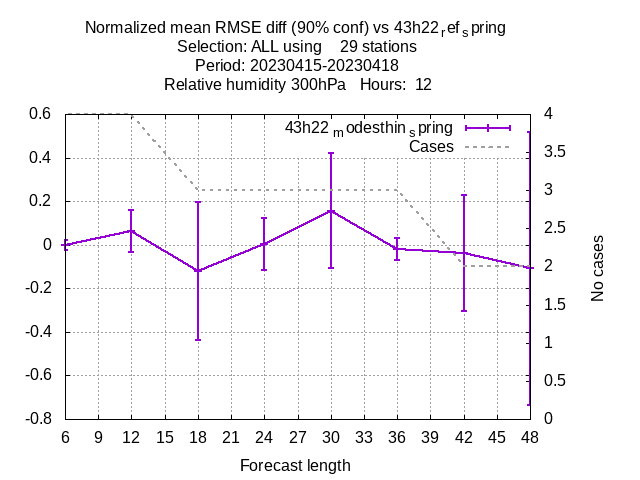 Normalized mean RMSE diff (90% conf) vs 43h22refspring
Selection: ALL using 29 stations
Period: 20230415-20230418
Relative humidity 300hPa Hours: 12
0.6
0.4
0.2
0
-0.2
-0.4
-0.6
-0.8
43h22modesthinspring
Cases
4
3.5
3
2.5
2
1.5
1
0.5
0
No cases
6 9 12 15 18 21 24 27 30 33 36 39 42 45 48
Forecast length